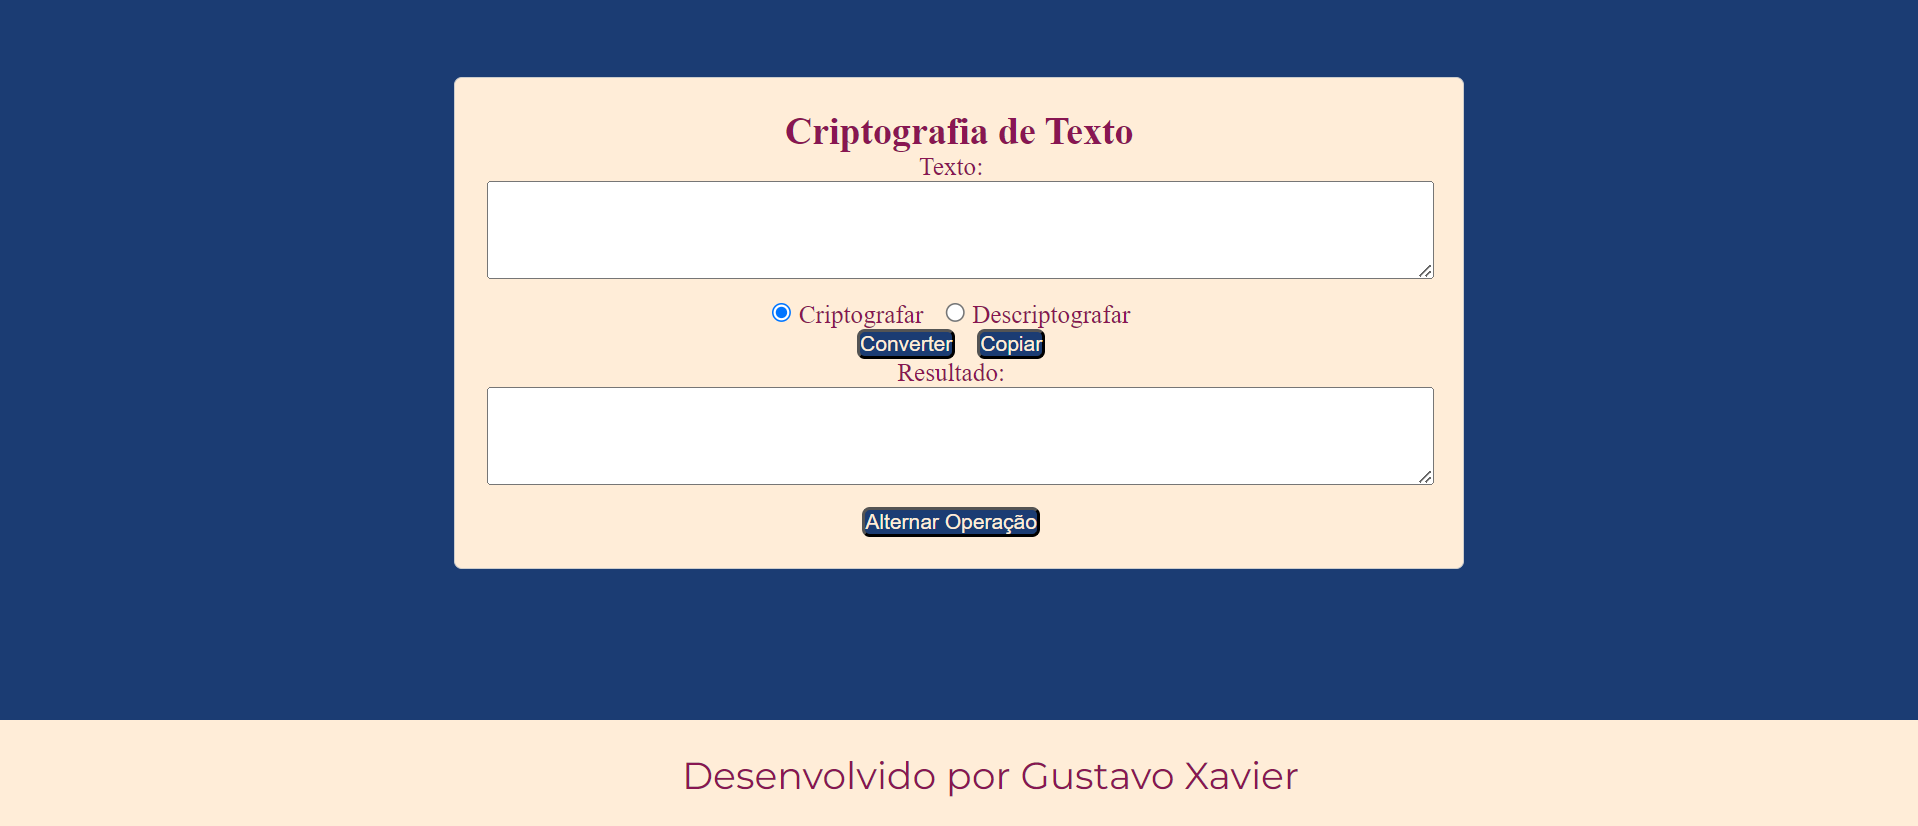 Criptografia de Texto
Texto:
Criptografar Descriptografar
Converter Copiar
Resultado:
Alternar Operação
Desenvolvido por Gustavo Xavier